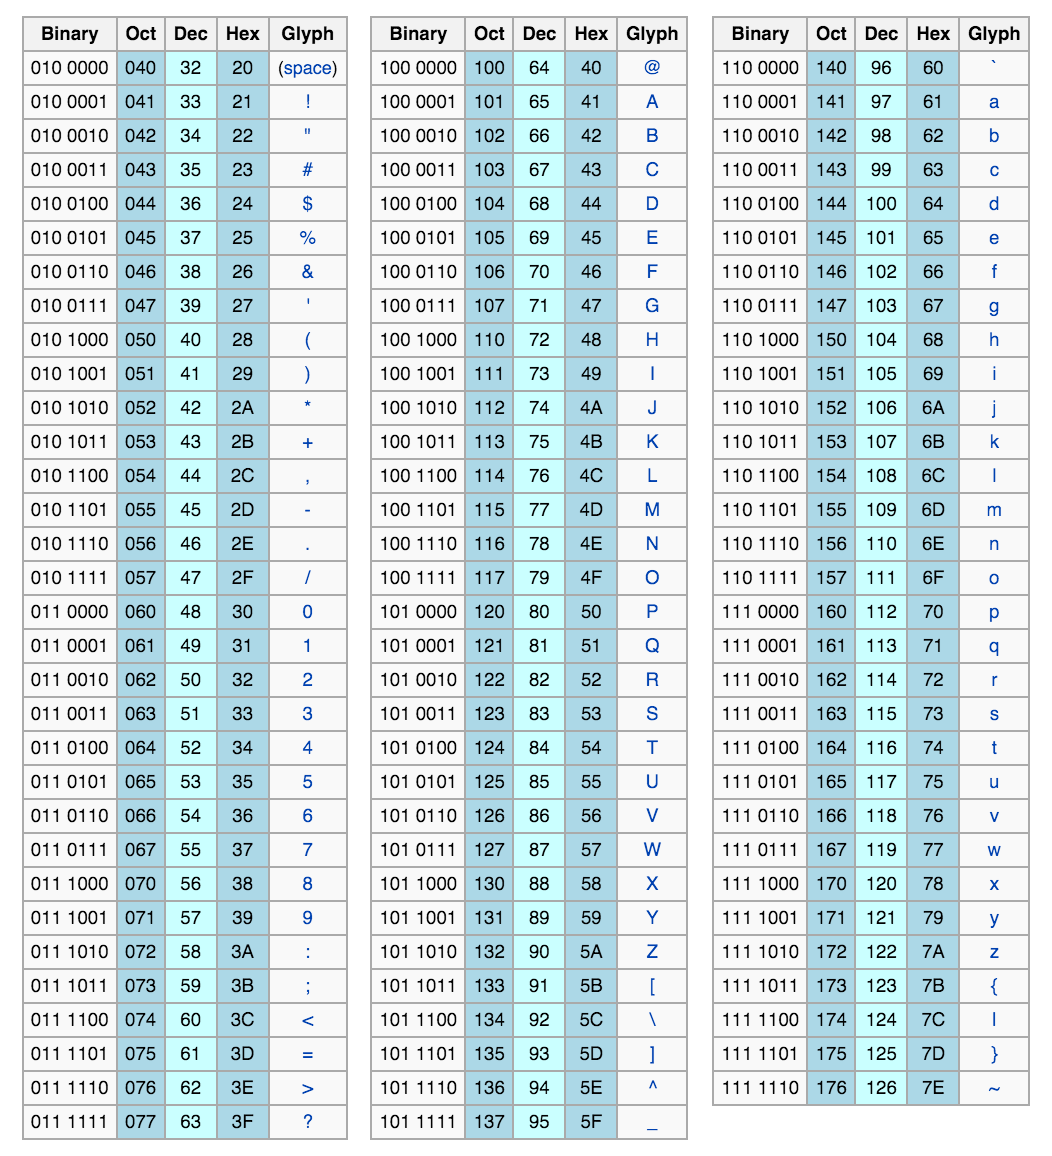 Binary Oct Dec Hex Glyph
010 0000 040 32 20 (space)
010 0001 041 33 21 !
010 0010 042 34 22 "
010 0011 043 35 23 #
010 0100 044 36 24 $
010 0101 045 37 25 %
010 0110 046 38 26 &
010 0111 047 39 27 '
010 1000 050 40 28 (
010 1001 051 41 29 )
010 1010 052 42 2A *
010 1011 053 43 2B +
010 1100 054 44 2C ,
010 1101 055 45 2D -
010 1110 056 46 2E .
010 1111 057 47 2F /
011 0000 060 48 30 0
011 0001 061 49 31 1
011 0010 062 50 32 2
011 0011 063 51 33 3
011 0100 064 52 34 4
011 0101 065 53 35 5
011 0110 066 54 36 6
011 0111 067 55 37 7
011 1000 070 56 38 8
011 1001 071 57 39 9
011 1010 072 58 3A :
011 1011 073 59 3B ;
011 1100 074 60 3C <
011 1101 075 61 3D =
011 1110 076 62 3E >
011 1111 077 63 3F ?
Binary Oct Dec Hex Glyph
100 0000 100 64 40 @
100 0001 101 65 41 A
100 0010 102 66 42 B
100 0011 103 67 43 C
100 0100 104 68 44 D
100 0101 105 69 45 E
100 0110 106 70 46 F
100 0111 107 71 47 G
100 1000 110 72 48 H
100 1001 111 73 49 I
100 1010 112 74 4A J
100 1011 113 75 4B K
100 1100 114 76 4C L
100 1101 115 77 4D M
100 1110 116 78 4E N
100 1111 117 79 4F O
101 0000 120 80 50 P
101 0001 121 81 51 Q
101 0010 122 82 52 R
101 0011 123 83 53 S
101 0100 124 84 54 T
101 0101 125 85 55 U
101 0110 126 86 56 V
101 0111 127 87 57 W
101 1000 130 88 58 X
101 1001 131 89 59 Y
101 1010 132 90 5A Z
101 1011 133 91 5B [
101 1100 134 92 5C \
101 1101 135 93 5D ]
101 1110 136 94 5E ^
101 1111 137 95 5F _
Binary Oct Dec Hex Glyph
110 0000 140 96 60 `
110 0001 141 97 61 a
110 0010 142 98 62 b
110 0011 143 99 63 c
110 0100 144 100 64 d
110 0101 145 101 65 e
110 0110 146 102 66 f
110 0111 147 103 67 g
110 1000 150 104 68 h
110 1001 151 105 69 i
110 1010 152 106 6A j
110 1011 153 107 6B k
110 1100 154 108 6C l
110 1101 155 109 6D m
110 1110 156 110 6E n
110 1111 157 111 6F o
111 0000 160 112 70 p
111 0001 161 113 71 q
111 0010 162 114 72 r
111 0011 163 115 73 s
111 0100 164 116 74 t
111 0101 165 117 75 u
111 0110 166 118 76 v
111 0111 167 119 77 w
111 1000 170 120 78 x
111 1001 171 121 79 y
111 1010 172 122 7A z
111 1011 173 123 7B {
111 1100 174 124 7C |
111 1101 175 125 7D }
111 1110 176 126 7E ~